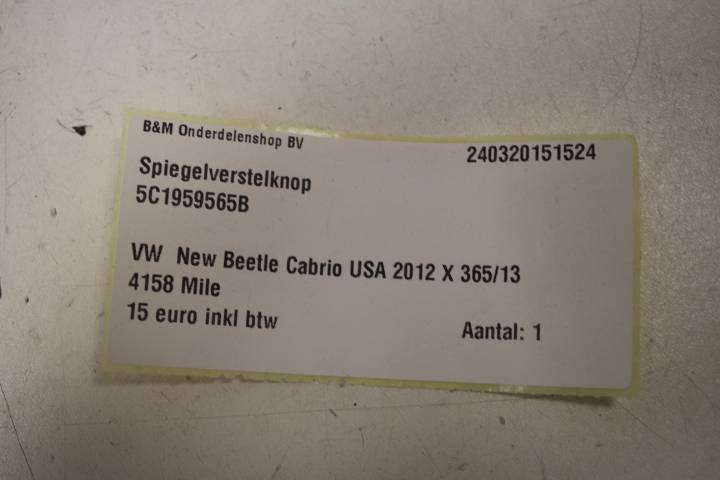 B&M Onderdelenshop BV
240320151524
Spiegelverstelknop
5C1959565B
VW New Beetle Cabrio USA 2012 X 365/13
4158 Mile
15 euro inkl btw
Aantal: 1